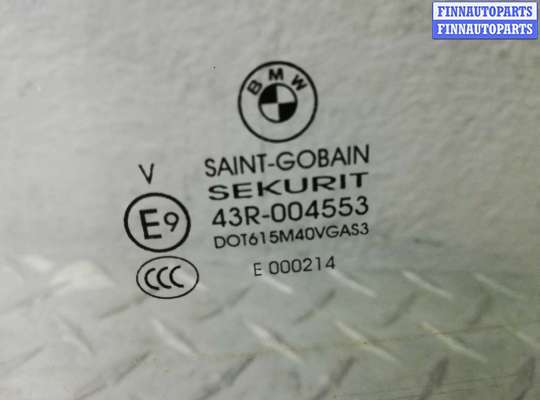 FINNAUTOPARTS
FINNAUTOPARTS
BMW
SAINT-GOBAIN
V
SEKURIT
E9
43R-004553
DOT615M40VGAS3
CCC
E 000214